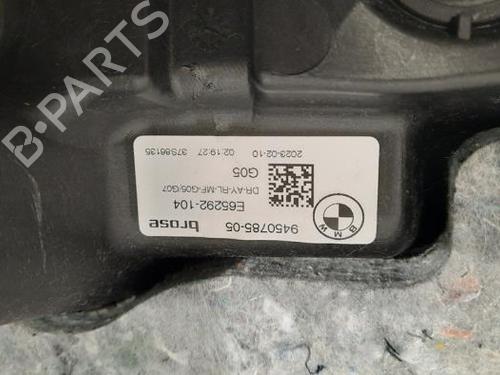 9450785-05 brose
E65292-104
DR-AY-RL-MF-G05/G07
G05
2023-02-10 02:19:27 37S86135
BMW
B-PARTS